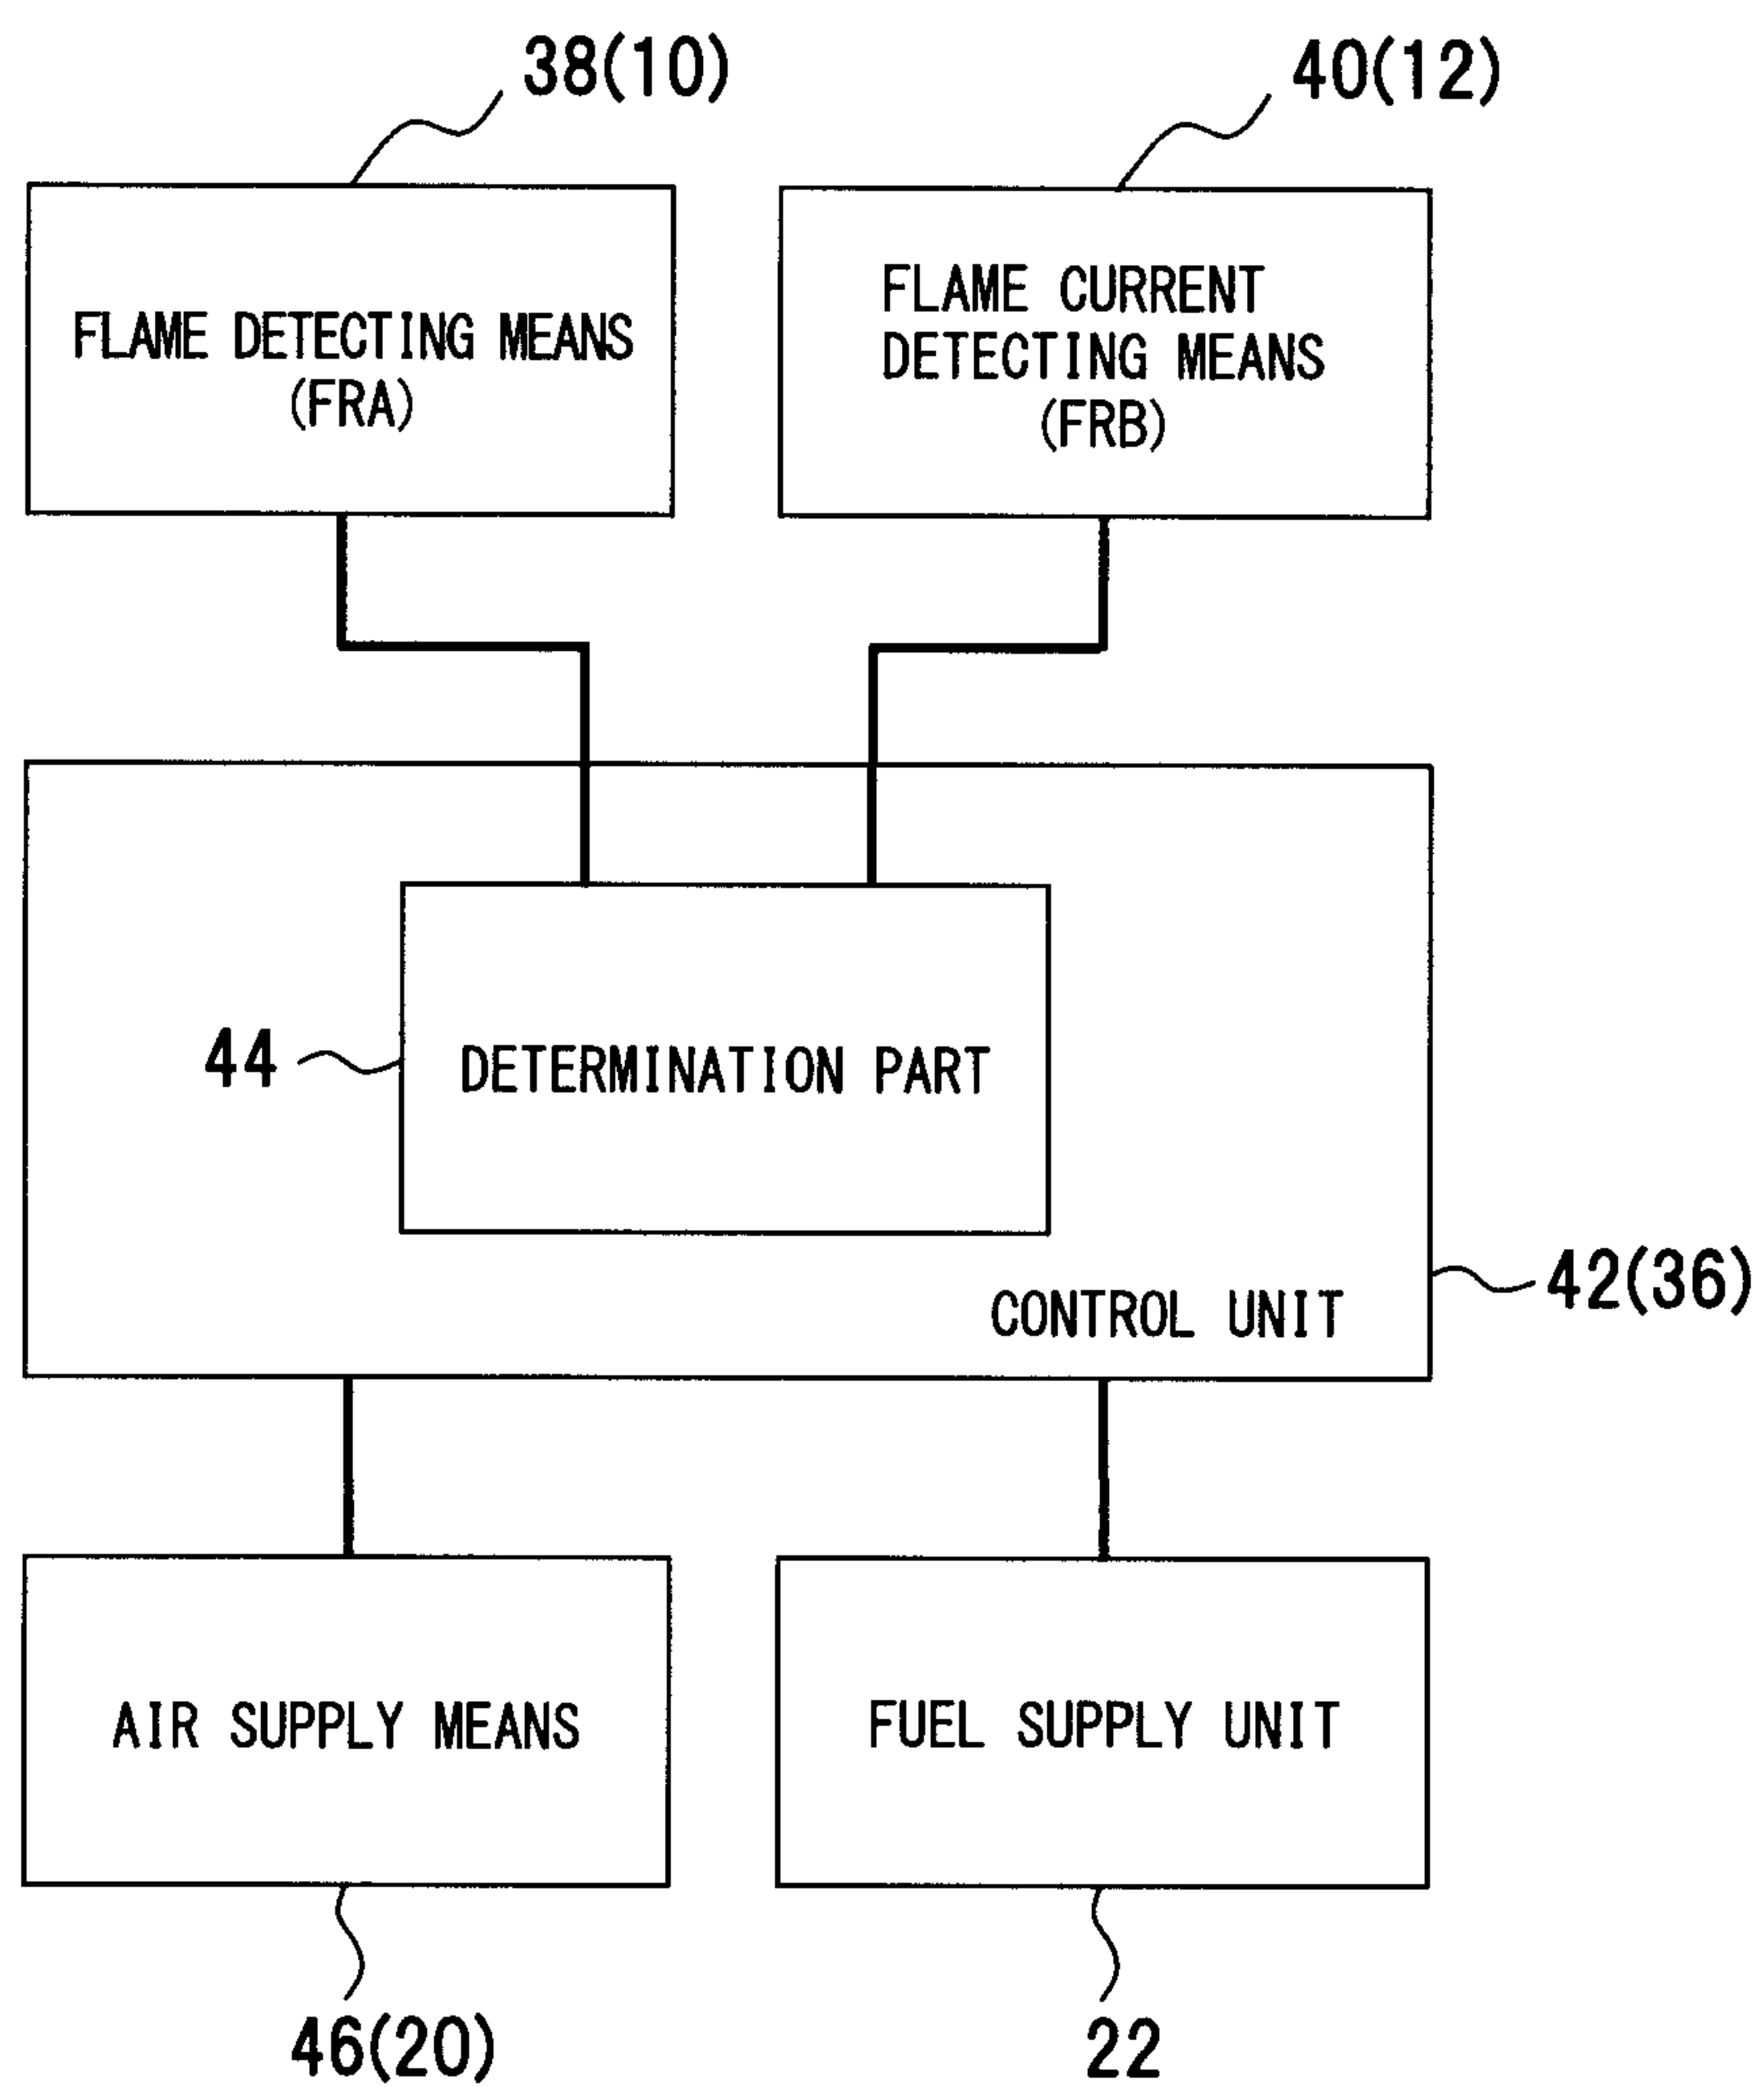 38(10)
40(12)
FLAME DETECTING MEANS
(FRA)
FLAME CURRENT
DETECTING MEANS
(FRB)
44
DETERMINATION PART
CONTROL UNIT
42(36)
AIR SUPPLY MEANS
FUEL SUPPLY UNIT
46(20)
22